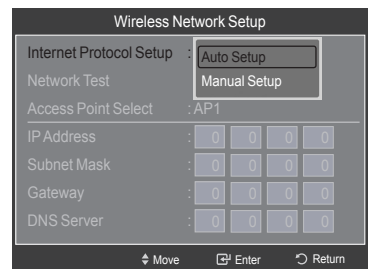 Wireless Network Setup
Internet Protocol Setup : Auto Setup
Manual Setup
Network Test
Access Point Select : AP1
IP Address : 0 0 0 0
Subnet Mask : 0 0 0 0
Gateway : 0 0 0 0
DNS Server : 0 0 0 0
Move Enter Return